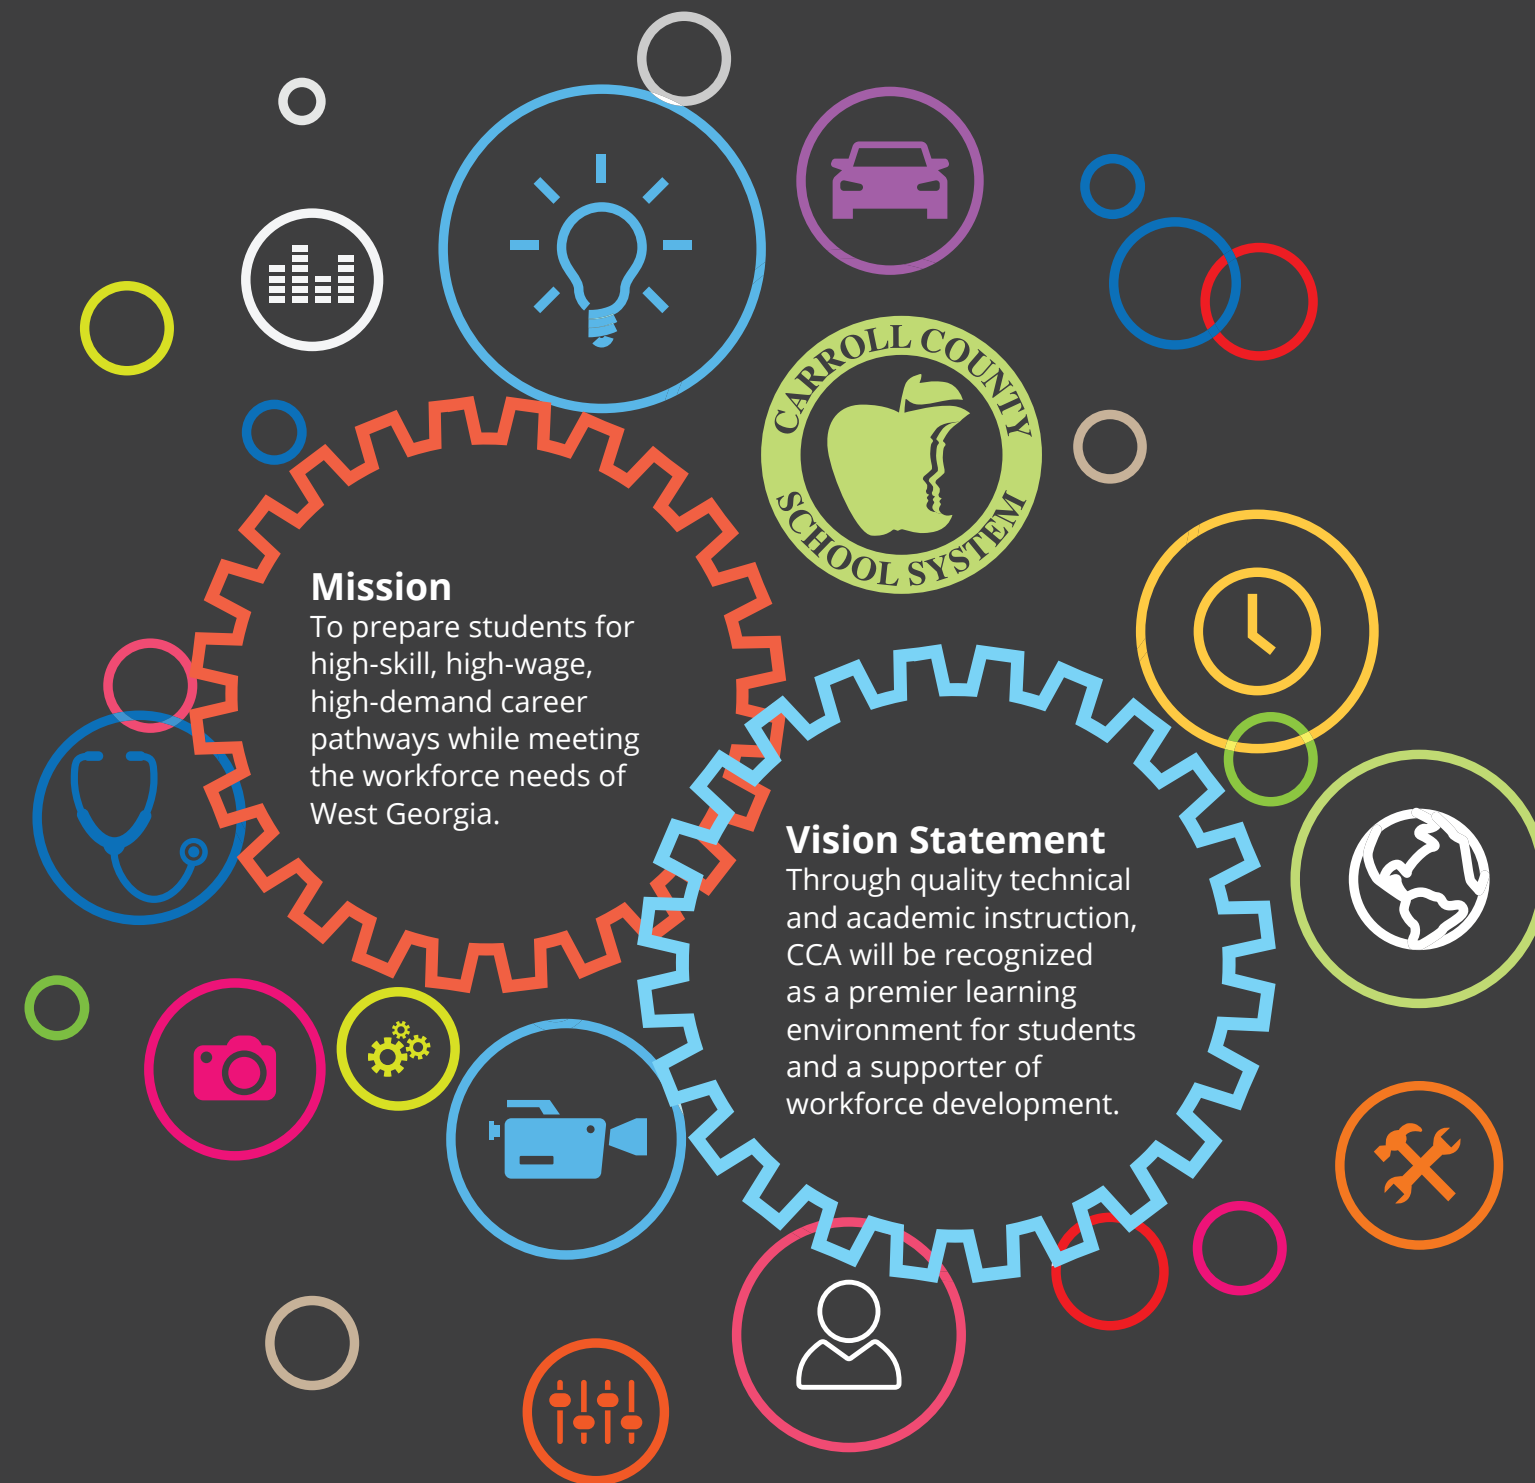 CARROLL COUNTY
SCHOOL SYSTEM
Mission
To prepare students for
high-skill, high-wage,
high-demand career
pathways while meeting
the workforce needs of
West Georgia.
Vision Statement
Through quality technical
and academic instruction,
CCA will be recognized
as a premier learning
environment for students
and a supporter of
workforce development.